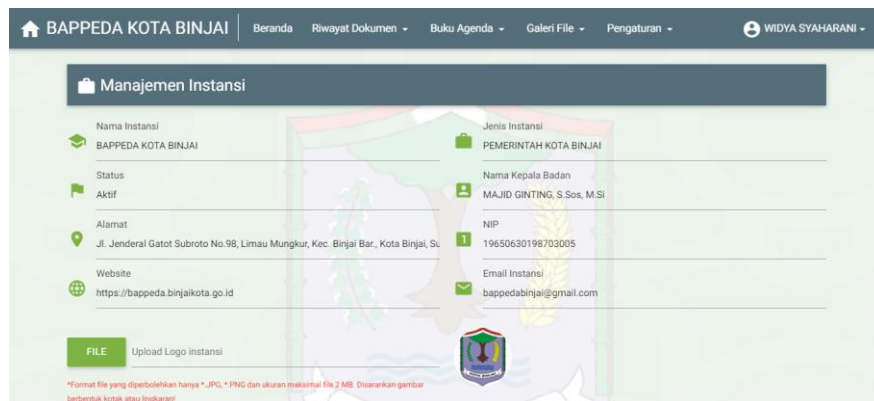 BAPPEDA KOTA BINJAI Beranda Riwayat Dokumen Buku Agenda Galeri File Pengaturan WIDYA SYAHARANI
Manajemen Instansi
Nama Instansi
BAPPEDA KOTA BINJAI
Jenis Instansi
PEMERINTAH KOTA BINJAI
Status
Aktif
Nama Kepala Badan
MAJID GINTING, S.Sos, M.Si
Alamat
Jl. Jenderal Gatot Subroto No.98, Limau Mungkur, Kec. Binjai Bar., Kota Binjai, Su
NIP
19650630198703005
Website
https://bappeda.binjaikota.go.id
Email Instansi
bappedabinjai@gmail.com
FILE Upload Logo instansi
*Format file yang diperbolehkan hanya *.JPG, *.PNG dan ukuran maksimal file 2 MB. Disarankan gambar
berbentuk kotak atau lingkaran!